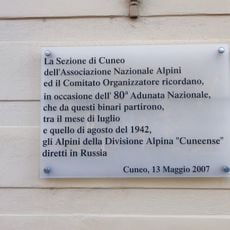 La Sezione di Cuneo
dell'Associazione Nazionale Alpini
ed il Comitato Organizzatore ricordano,
in occasione dell' 80ª Adunata Nazionale,
che da questi binari partirono,
tra il mese di luglio
e quello di agosto del 1942,
gli Alpini della Divisione Alpina "Cuneense"
diretti in Russia
Cuneo, 13 Maggio 2007